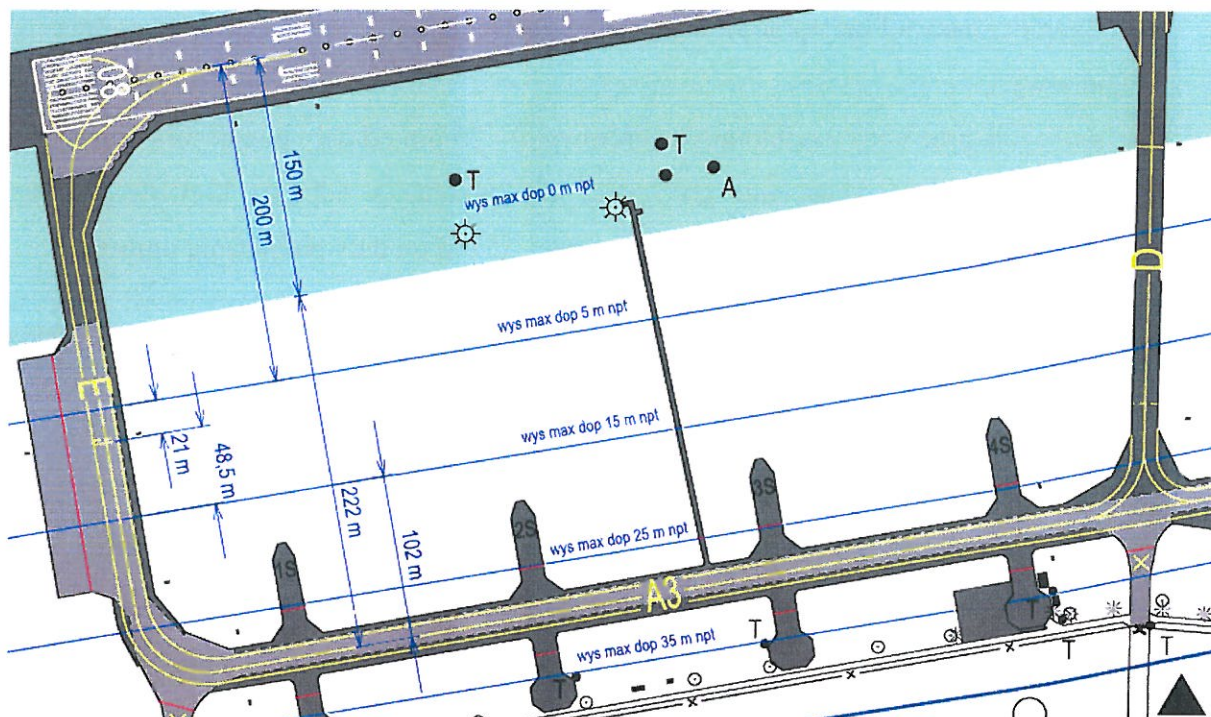 08
150 m
200 m
T
T
A
wys max dop 0 m npt
D
wys max dop 5 m npt
E
21 m
48,5 m
222 m
102 m
wys max dop 15 m npt
4S
3S
2S
1S
wys max dop 25 m npt
A3
T
T
T
T
T
wys max dop 35 m npt